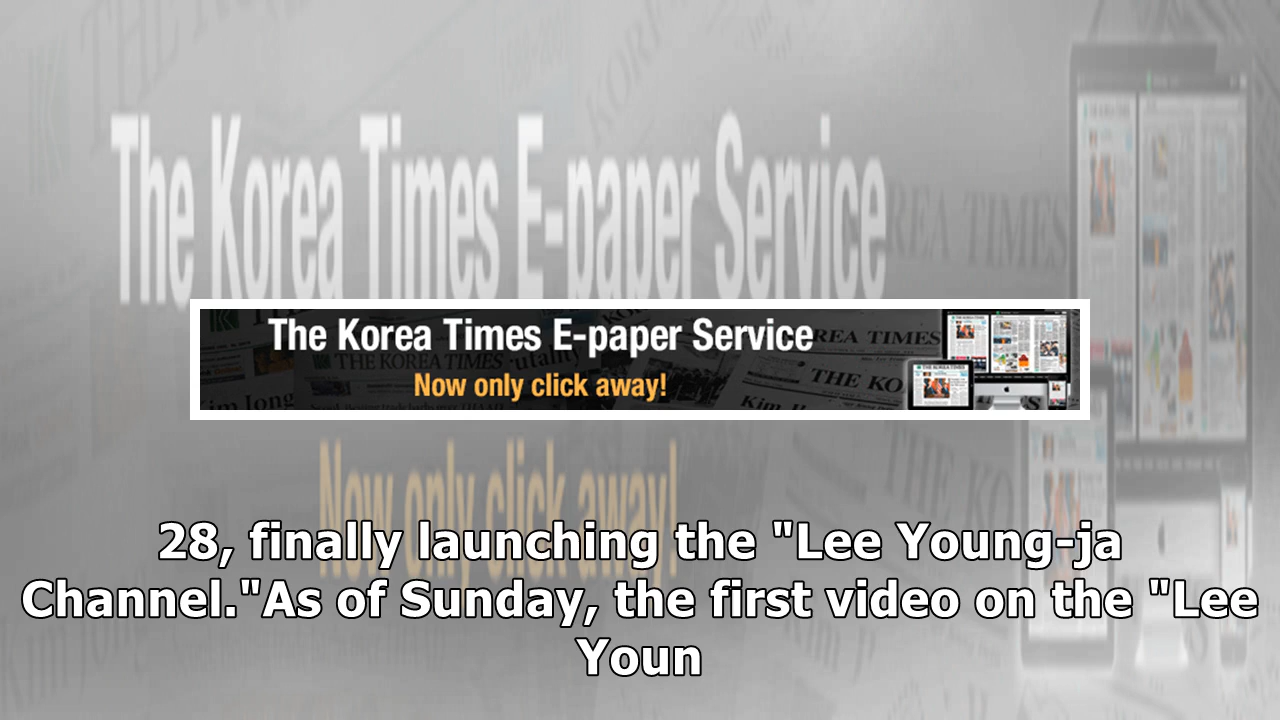 The Korea Times E-paper Service
The Korea Times E-paper Service
Now only click away!
Now only click away!
28, finally launching the "Lee Young-ja
Channel."As of Sunday, the first video on the "Lee
Youn